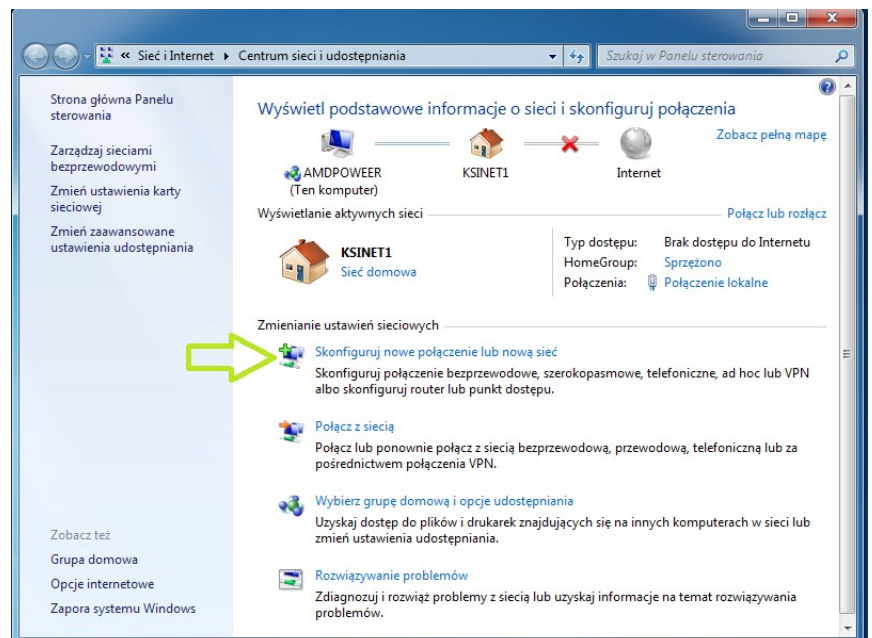 « Sieć i Internet ▸ Centrum sieci i udostępniania
Szukaj w Panelu sterowania
Strona główna Panelu
sterowania
Zarządzaj sieciami
bezprzewodowymi
Zmień ustawienia karty
sieciowej
Zmień zaawansowane
ustawienia udostępniania
Zobacz też
Grupa domowa
Opcje internetowe
Zapora systemu Windows
Wyświetl podstawowe informacje o sieci i skonfiguruj połączenia
Zobacz pełną mapę
AMDPOWEER
(Ten komputer)
KSINET1
Internet
Wyświetlanie aktywnych sieci
Połącz lub rozłącz
KSINET1
Sieć domowa
Typ dostępu: Brak dostępu do Internetu
HomeGroup: Sprzężono
Połączenia: Połączenie lokalne
Zmienianie ustawień sieciowych
Skonfiguruj nowe połączenie lub nową sieć
Skonfiguruj połączenie bezprzewodowe, szerokopasmowe, telefoniczne, ad hoc lub VPN
albo skonfiguruj router lub punkt dostępu.
Połącz z siecią
Połącz lub ponownie połącz z siecią bezprzewodową, przewodową, telefoniczną lub za
pośrednictwem połączenia VPN.
Wybierz grupę domową i opcje udostępniania
Uzyskaj dostęp do plików i drukarek znajdujących się na innych komputerach w sieci lub
zmień ustawienia udostępniania.
Rozwiązywanie problemów
Zdiagnozuj i rozwiąż problemy z siecią lub uzyskaj informacje na temat rozwiązywania
problemów.